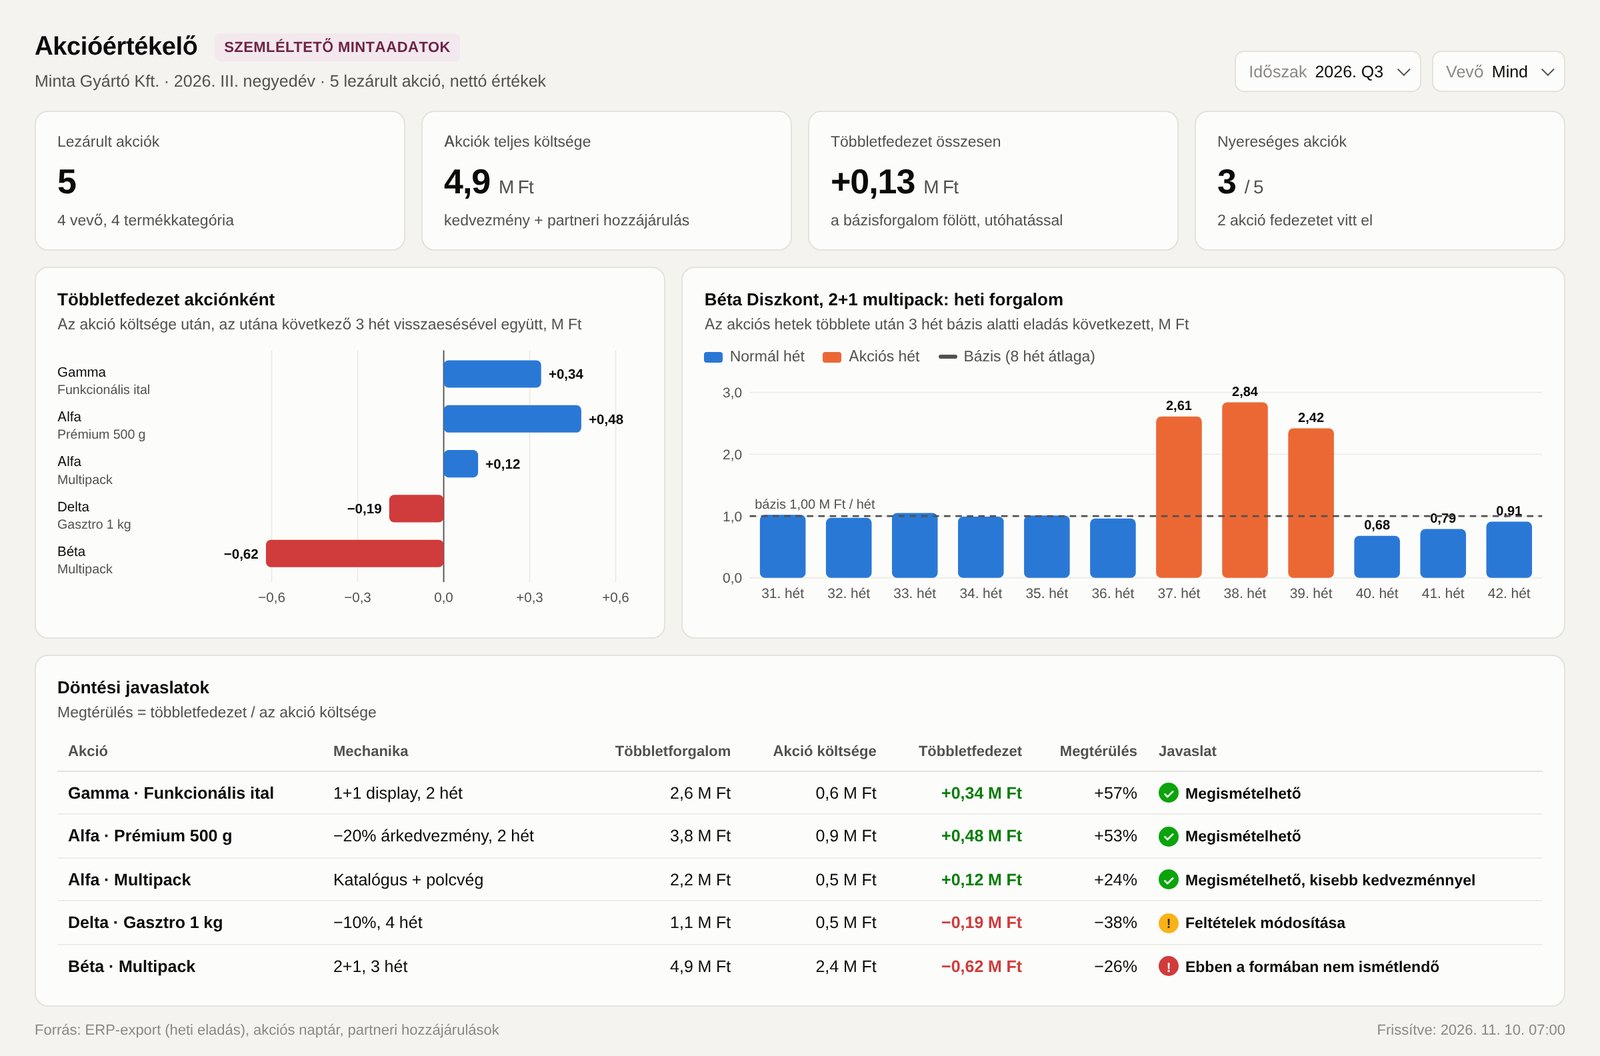 Akcióértékelő SZEMLÉLTETŐ MINTAADATOK
Minta Gyártó Kft. · 2026. III. negyedév · 5 lezárult akció, nettó értékek
Időszak 2026. Q3
Vevő Mind
Lezárult akciók
5
4 vevő, 4 termékkategória
Akciók teljes költsége
4,9 M Ft
kedvezmény + partneri hozzájárulás
Többletfedezet összesen
+0,13 M Ft
a bázisforgalom fölött, utóhatással
Nyereséges akciók
3 / 5
2 akció fedezetet vitt el
Többletfedezet akciónként
Az akció költsége után, az utána következő 3 hét visszaesésével együtt, M Ft
Gamma
Funkcionális ital
+0,34
Alfa
Prémium 500 g
+0,48
Alfa
Multipack
+0,12
Delta
Gasztro 1 kg
−0,19
Béta
Multipack
−0,62
−0,6 −0,3 0,0 +0,3 +0,6
Béta Diszkont, 2+1 multipack: heti forgalom
Az akciós hetek többlete után 3 hét bázis alatti eladás következett, M Ft
Normál hét Akciós hét Bázis (8 hét átlaga)
3,0
2,0
1,0
0,0
bázis 1,00 M Ft / hét
2,61 2,84 2,42 0,68 0,79 0,91
31. hét 32. hét 33. hét 34. hét 35. hét 36. hét 37. hét 38. hét 39. hét 40. hét 41. hét 42. hét
Döntési javaslatok
Megtérülés = többletfedezet / az akció költsége
Akció Mechanika Többletforgalom Akció költsége Többletfedezet Megtérülés Javaslat
Gamma · Funkcionális ital 1+1 display, 2 hét 2,6 M Ft 0,6 M Ft +0,34 M Ft +57% Megismételhető
Alfa · Prémium 500 g −20% árkedvezmény, 2 hét 3,8 M Ft 0,9 M Ft +0,48 M Ft +53% Megismételhető
Alfa · Multipack Katalógus + polcvég 2,2 M Ft 0,5 M Ft +0,12 M Ft +24% Megismételhető, kisebb kedvezménnyel
Delta · Gasztro 1 kg −10%, 4 hét 1,1 M Ft 0,5 M Ft −0,19 M Ft −38% ! Feltételek módosítása
Béta · Multipack 2+1, 3 hét 4,9 M Ft 2,4 M Ft −0,62 M Ft −26% ! Ebben a formában nem ismétlendő
Forrás: ERP-export (heti eladás), akciós naptár, partneri hozzájárulások
Frissítve: 2026. 11. 10. 07:00